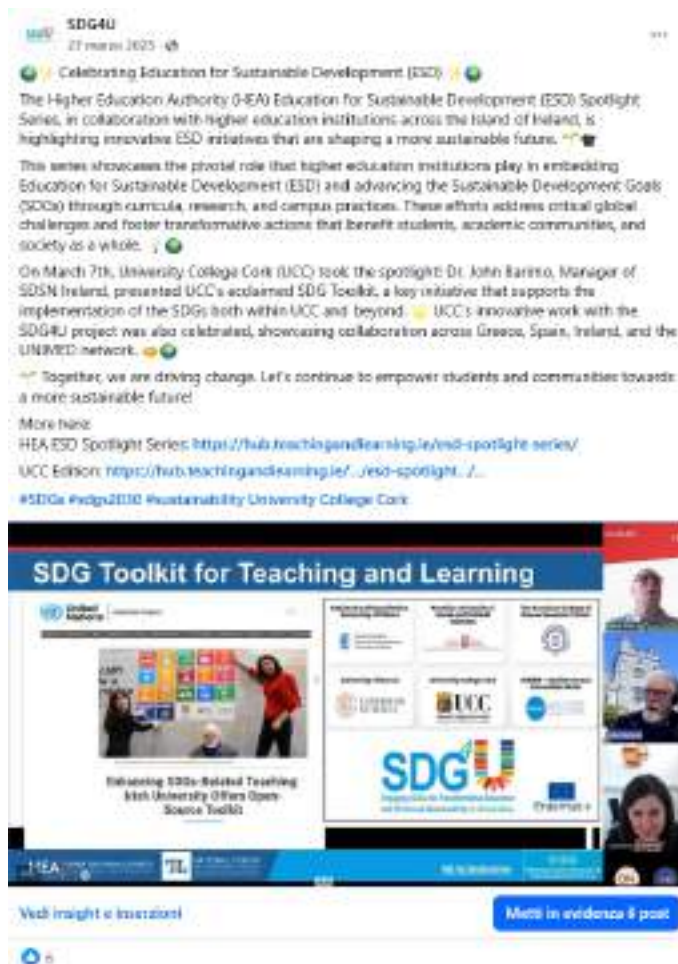 SDG4U
27 marzo 2025
Celebrating Education for Sustainable Development (ESD)
The Higher Education Authority (HEA) Education for Sustainable Development (ESD) Spotlight
Series, in collaboration with higher education institutions across the Island of Ireland, is
highlighting innovative ESD initiatives that are shaping a more sustainable future.
This series showcases the pivotal role that higher education institutions play in embedding
Education for Sustainable Development (ESD) and advancing the Sustainable Development Goals
(SDGs) through curricula, research, and campus practices. These efforts address critical global
challenges and foster transformative actions that benefit students, academic communities, and
society as a whole.
On March 7th, University College Cork (UCC) took the spotlight! Dr. John Barimo, Manager of
SDSN Ireland, presented UCC's acclaimed SDG Toolkit, a key initiative that supports the
implementation of the SDGs both within UCC and beyond. UCC's innovative work with the
SDG4U project was also celebrated, showcasing collaboration across Greece, Spain, Ireland, and the
UNIMED network.
Together, we are driving change. Let's continue to empower students and communities towards
a more sustainable future!
More here:
HEA ESD Spotlight Series: https://hub.teachingandlearning.ie/esd-spotlight-series/
UCC Edition: https://hub.teachingandlearning.ie/.../esd-spotlight.../...
#SDGs #sdgs2030 #sustainability University College Cork
SDG Toolkit for Teaching and Learning
United
Nations
UCC
Enhancing SDGs-Related Teaching
Irish University Offers Open-
Source Toolkit
SDG4U
Erasmus+
HEA
Vedi insight e inserzioni
Metti in evidenza il post
6